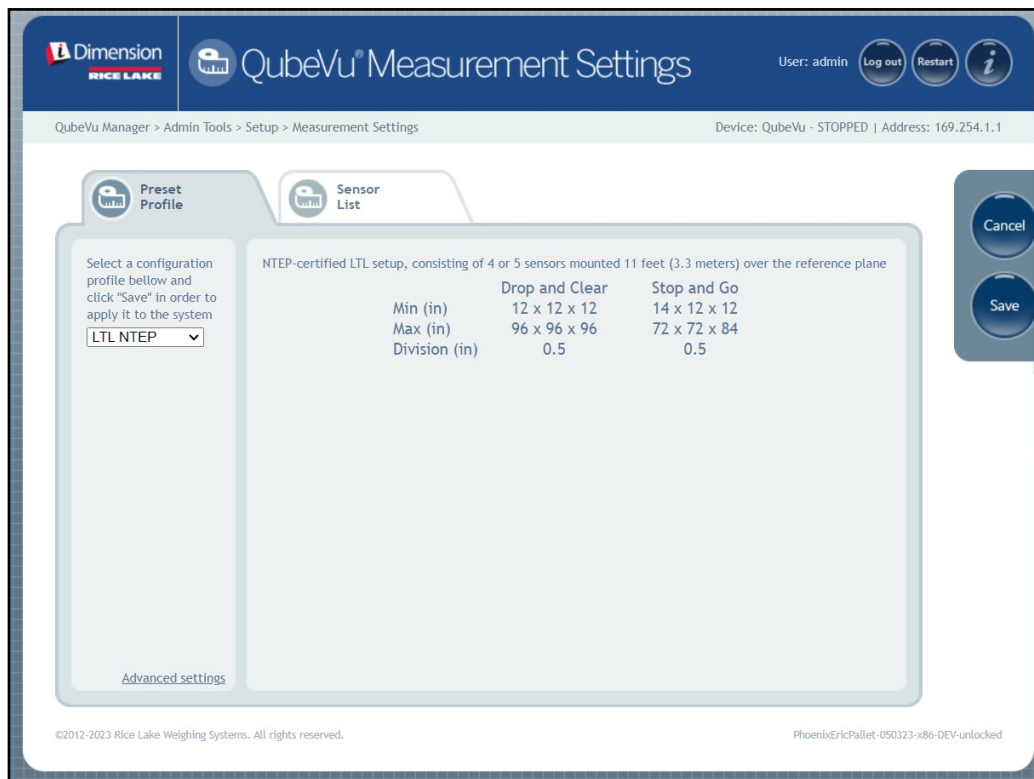 i Dimension
RICE LAKE
QubeVu® Measurement Settings
User: admin
Log out
Restart
i
QubeVu Manager > Admin Tools > Setup > Measurement Settings
Device: QubeVu - STOPPED | Address: 169.254.1.1
Preset
Profile
Sensor
List
Cancel
Save
Select a configuration
profile bellow and
click "Save" in order to
apply it to the system
LTL NTEP
Advanced settings
NTEP-certified LTL setup, consisting of 4 or 5 sensors mounted 11 feet (3.3 meters) over the reference plane
Drop and Clear Stop and Go
Min (in) 12 x 12 x 12 14 x 12 x 12
Max (in) 96 x 96 x 96 72 x 72 x 84
Division (in) 0.5 0.5
©2012-2023 Rice Lake Weighing Systems. All rights reserved.
PhoenixEricPallet-050323-x86-DEV-unlocked